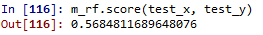 In [116]: m_rf.score(test_x, test_y)
Out[116]: 0.5684811689648076